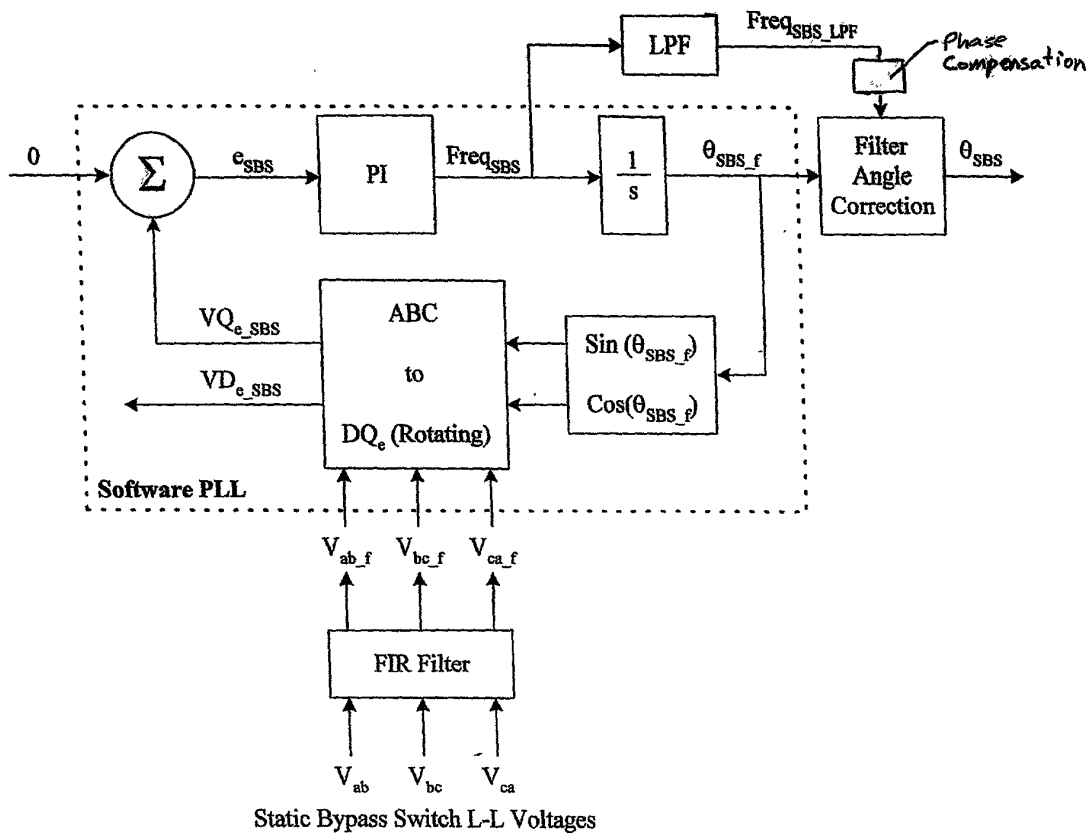 Freq_SBS_LPF
LPF
Phase
Compensation
0
Σ
e_SBS
PI
Freq_SBS
1
s
θ_SBS_f
Filter
Angle
Correction
θ_SBS
VQ_e_SBS
VD_e_SBS
ABC
to
DQ_e (Rotating)
Sin (θ_SBS_f)
Cos(θ_SBS_f)
Software PLL
V_ab_f V_bc_f V_ca_f
FIR Filter
V_ab V_bc V_ca
Static Bypass Switch L-L Voltages